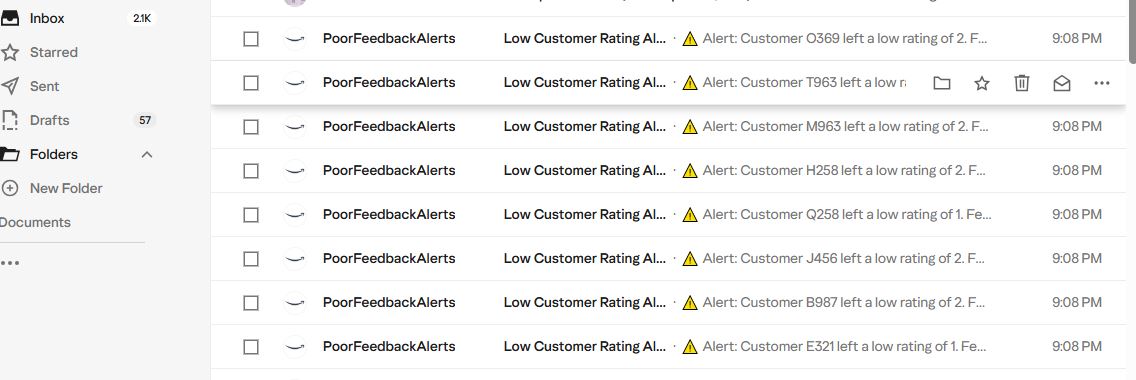 Inbox 2.1K
Starred
Sent
Drafts 57
Folders
New Folder
Documents
PoorFeedbackAlerts Low Customer Rating Al... · Alert: Customer O369 left a low rating of 2. F... 9:08 PM
PoorFeedbackAlerts Low Customer Rating Al... · Alert: Customer T963 left a low
PoorFeedbackAlerts Low Customer Rating Al... · Alert: Customer M963 left a low rating of 2. F... 9:08 PM
PoorFeedbackAlerts Low Customer Rating Al... · Alert: Customer H258 left a low rating of 2. F... 9:08 PM
PoorFeedbackAlerts Low Customer Rating Al... · Alert: Customer Q258 left a low rating of 1. Fe... 9:08 PM
PoorFeedbackAlerts Low Customer Rating Al... · Alert: Customer J456 left a low rating of 2. F... 9:08 PM
PoorFeedbackAlerts Low Customer Rating Al... · Alert: Customer B987 left a low rating of 2. F... 9:08 PM
PoorFeedbackAlerts Low Customer Rating Al... · Alert: Customer E321 left a low rating of 1. Fe... 9:08 PM